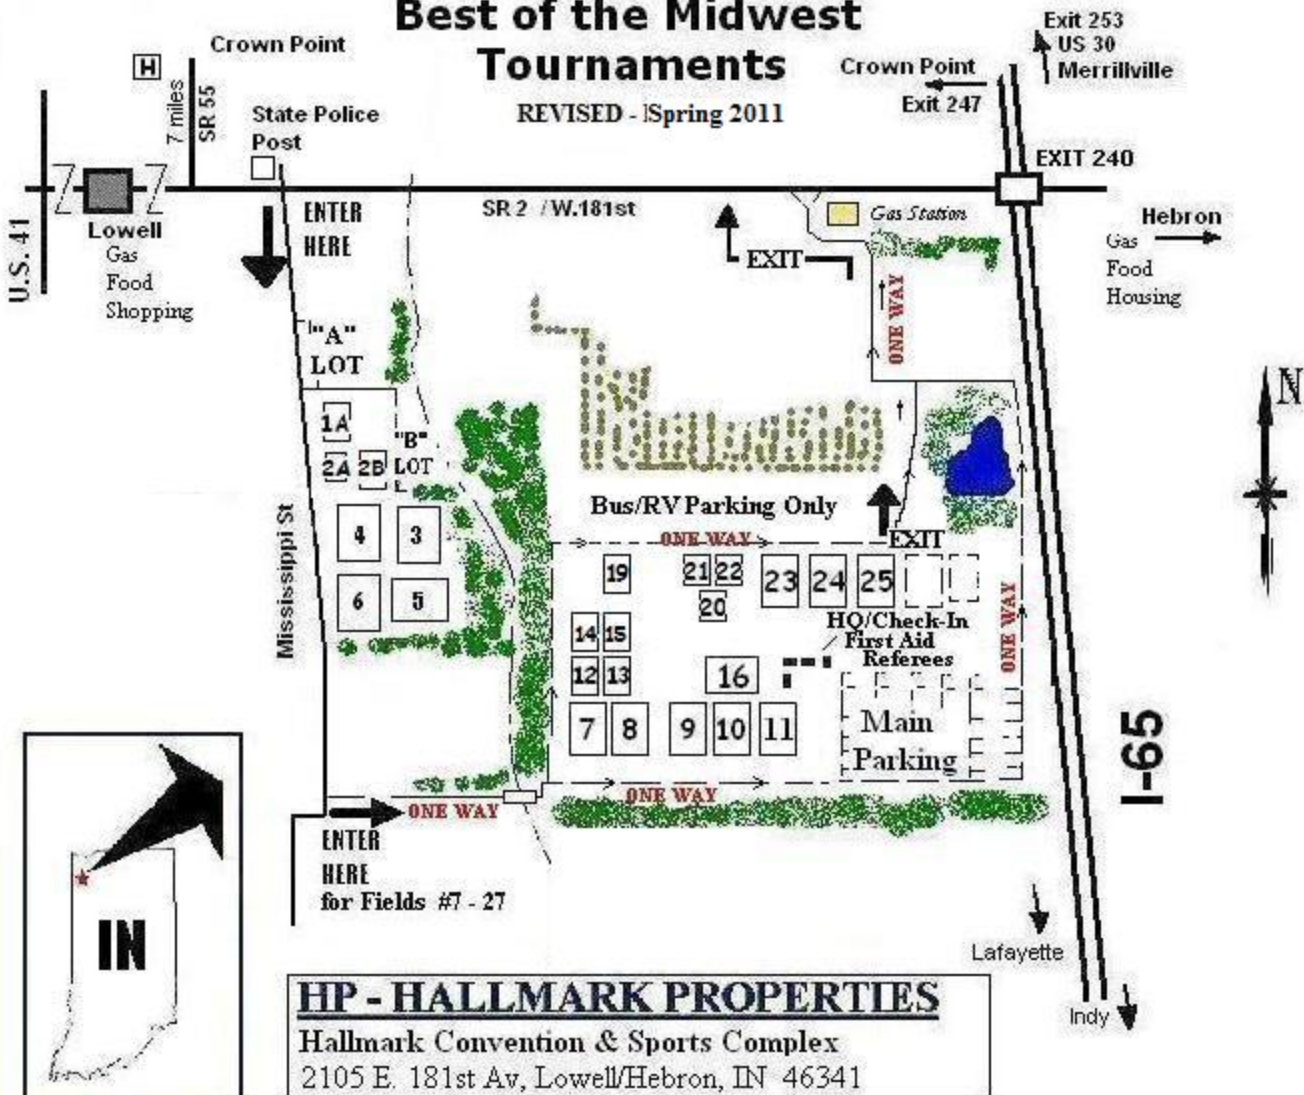 Best of the Midwest
Tournaments
REVISED - Spring 2011
Exit 253
US 30
Merrillville
Crown Point
Exit 247
EXIT 240
Crown Point
H
7 miles
SR 55
State Police
Post
U.S. 41
Lowell
Gas
Food
Shopping
ENTER
HERE
SR 2 / W.181st
EXIT
Gas Station
Hebron
Gas
Food
Housing
ONE WAY
N
"A"
LOT
1A
2A
2B
"B"
LOT
4
3
6
5
Mississippi St
Bus/RV Parking Only
ONE WAY
EXIT
19
21
22
20
23
24
25
14
15
12
13
16
HQ/Check-In
First Aid
Referees
ONE WAY
7
8
9
10
11
Main
Parking
I-65
ONE WAY
ONE WAY
ENTER
HERE
for Fields #7 - 27
IN
Lafayette
Indy
HP - HALLMARK PROPERTIES
Hallmark Convention & Sports Complex
2105 E. 181st Av, Lowell/Hebron, IN 46341